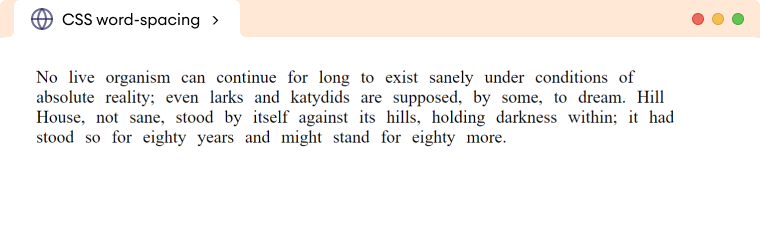 CSS word-spacing >
No live organism can continue for long to exist sanely under conditions of
absolute reality; even larks and katydids are supposed, by some, to dream. Hill
House, not sane, stood by itself against its hills, holding darkness within; it had
stood so for eighty years and might stand for eighty more.